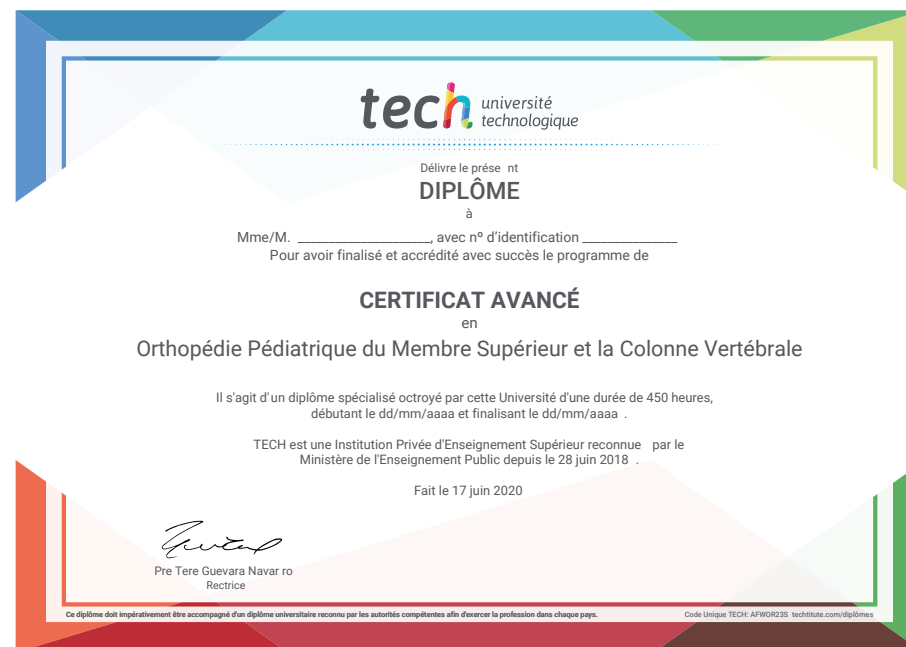 tech université
technologique
Délivre le prése nt
DIPLÔME
à
Mme/M. ____________________, avec nº d'identification ______________
Pour avoir finalisé et accrédité avec succès le programme de
CERTIFICAT AVANCÉ
en
Orthopédie Pédiatrique du Membre Supérieur et la Colonne Vertébrale
Il s'agit d'un diplôme spécialisé octroyé par cette Université d'une durée de 450 heures,
débutant le dd/mm/aaaa et finalisant le dd/mm/aaaa .
TECH est une Institution Privée d'Enseignement Supérieur reconnue par le
Ministère de l'Enseignement Public depuis le 28 juin 2018 .
Fait le 17 juin 2020
Pre Tere Guevara Navar ro
Rectrice
Ce diplôme doit impérativement être accompagné d'un diplôme universitaire reconnu par les autorités compétentes afin d'exercer la profession dans chaque pays.
Code Unique TECH: AFWOR23S techtitute.com/diplômes